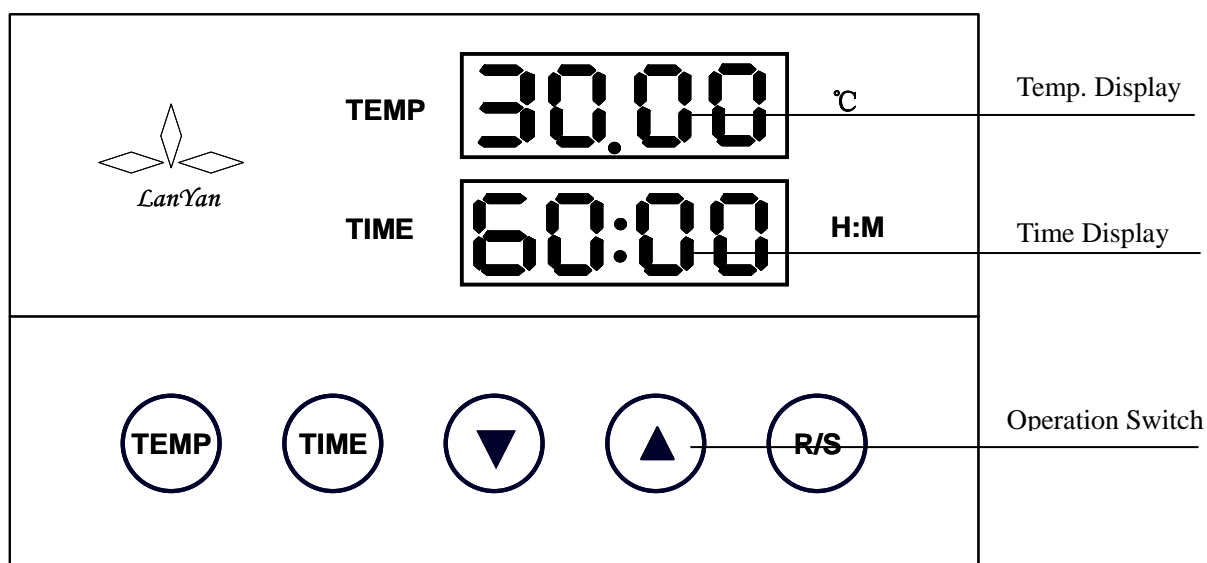 TEMP 30.00 ℃ Temp. Display
LanYan
TIME 60:00 H:M Time Display
TEMP TIME ▼ ▲ R/S Operation Switch